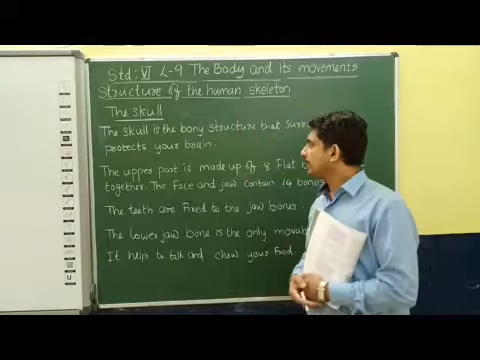 Std: VI L-9 The Body and its movements
Structure of the human skeleton
The skull
The skull is the bony structure that
protects your brain.
The upper part is made up of 8 Flat
together. The Face and jaw contain 14 bones
The teeth are Fixed to the jaw bones.
The lower jaw bone is the only
It helps to talk and chew your Food.